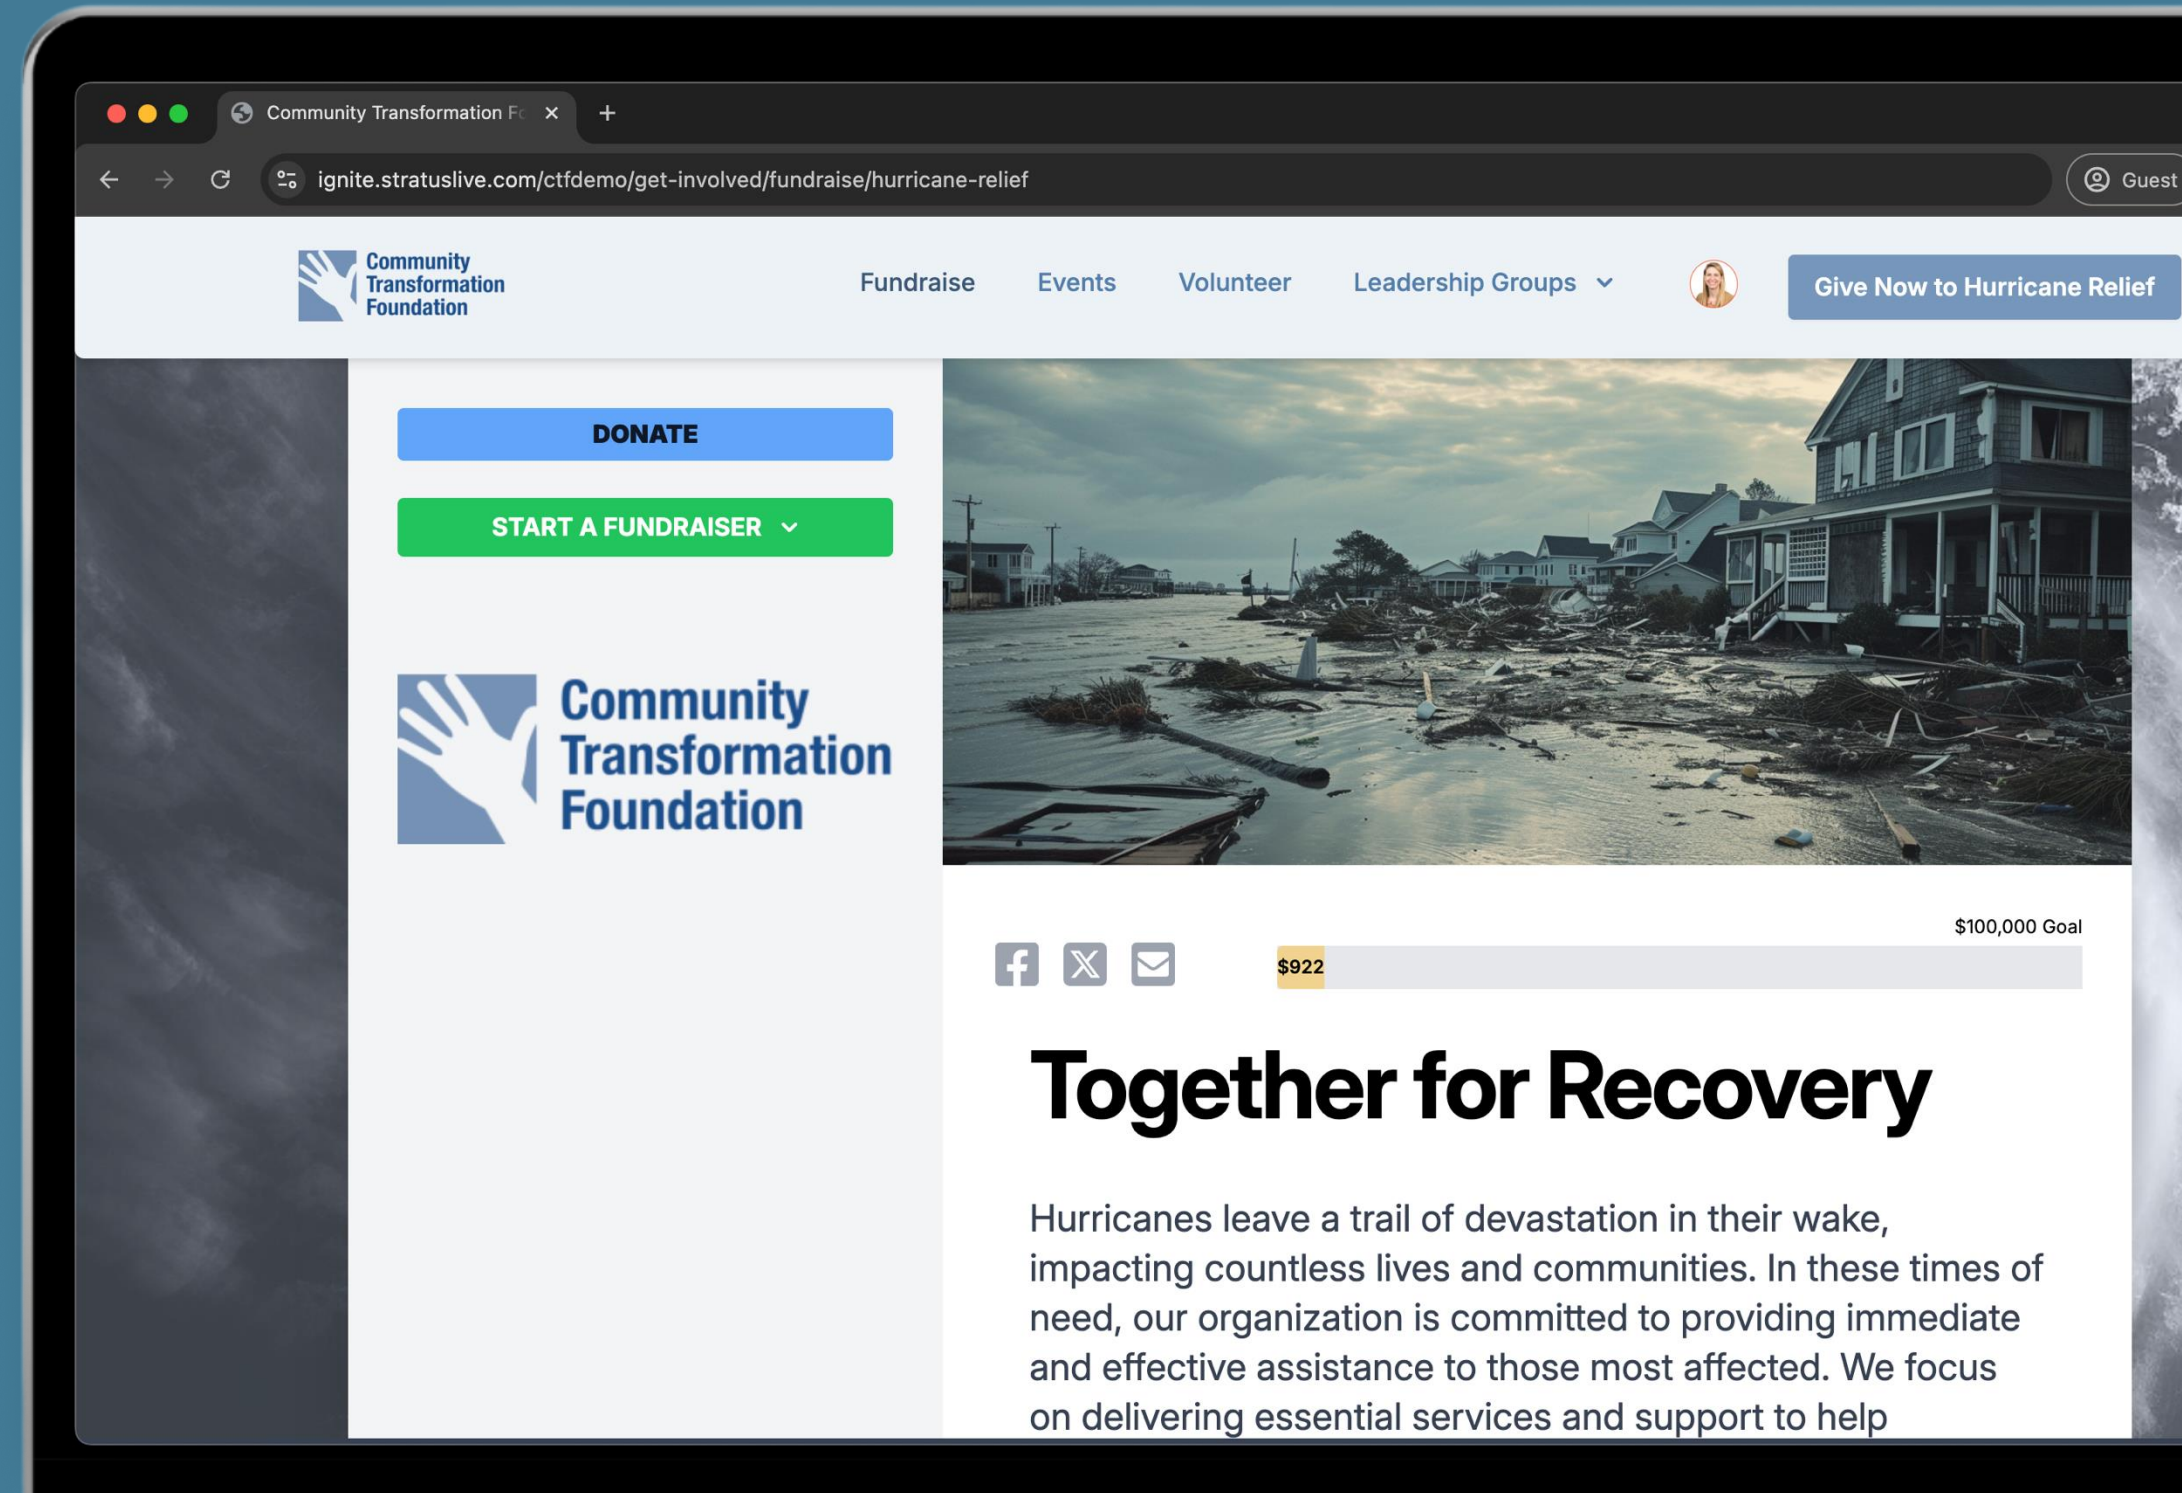 Community Transformation Fo
ignite.stratuslive.com/ctfdemo/get-involved/fundraise/hurricane-relief
Guest
Community
Transformation
Foundation
Fundraise
Events
Volunteer
Leadership Groups
Give Now to Hurricane Relief
DONATE
START A FUNDRAISER
Community
Transformation
Foundation
$100,000 Goal
$922
Together for Recovery
Hurricanes leave a trail of devastation in their wake,
impacting countless lives and communities. In these times of
need, our organization is committed to providing immediate
and effective assistance to those most affected. We focus
on delivering essential services and support to help